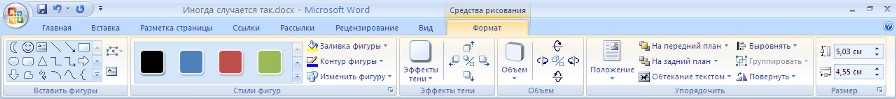 Иногда случается так.docx - Microsoft Word
Средства рисования
Главная Вставка Разметка страницы Ссылки Рассылки Рецензирование Вид Формат
Заливка фигуры
Контур фигуры
Изменить фигуру
Эффекты тени
Объем
Положение
На передний план
На задний план
Обтекание текстом
Выровнять
Группировать
Повернуть
5,03 см
4,55 см
Вставить фигуры Стили фигур Эффекты тени Объем Упорядочить Размер